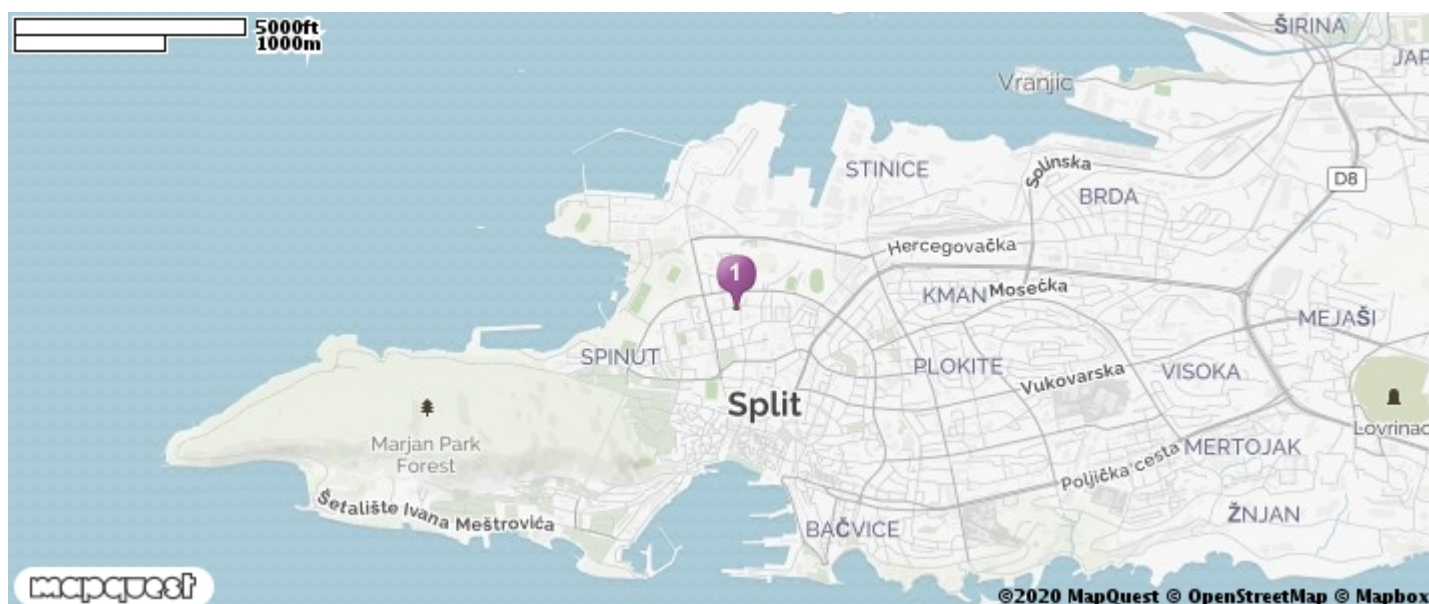 5000ft
1000m
ŠIRINA
JAP
Vranjic
STINICE
Solinska
D8
BRDA
Hercegovačka
1
KMAN
Mosećka
MEJAŠI
SPINUT
PLOKITE
Vukovarska
VISOKA
Split
Marjan Park
Forest
Lovrinac
MERTOJAK
Poljička cesta
Šetalište Ivana Meštrovića
BAČVICE
ŽNJAN
mapquest
©2020 MapQuest © OpenStreetMap © Mapbox